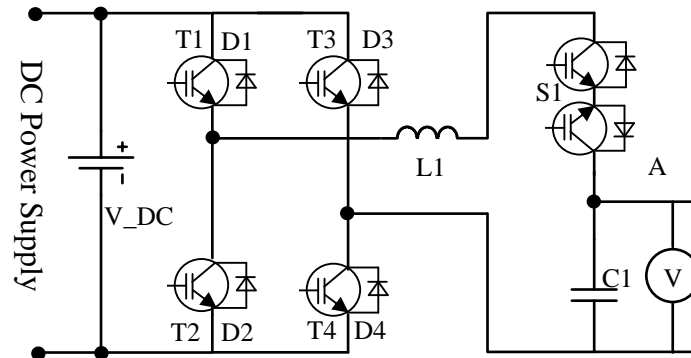 T1 D1 T3 D3
S1
DC Power Supply
+
L1
A
V_DC
C1
V
T2 D2 T4 D4